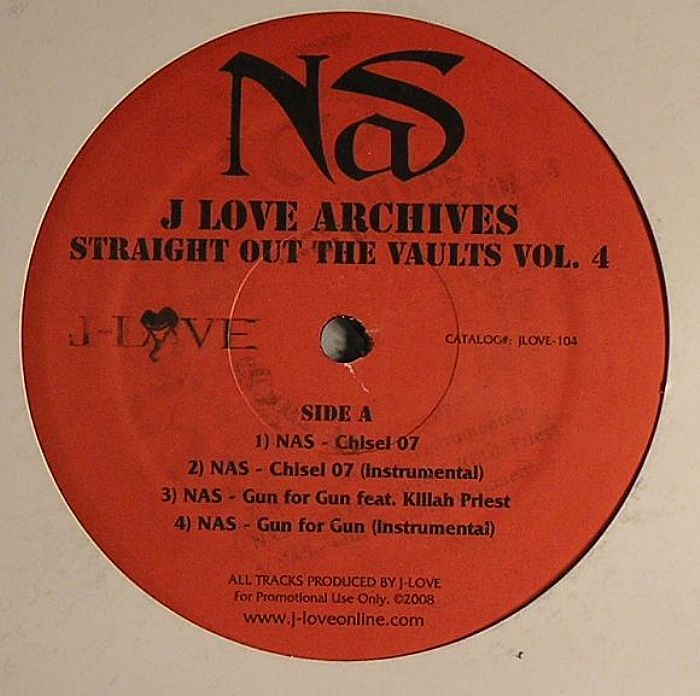 NaS
J LOVE ARCHIVES
STRAIGHT OUT THE VAULTS VOL. 4
J-LOVE
CATALOG#: JLOVE-104
SIDE A
1) NAS - Chisel 07
2) NAS - Chisel 07 (Instrumental)
3) NAS - Gun for Gun feat. Killah Priest
4) NAS - Gun for Gun (Instrumental)
ALL TRACKS PRODUCED BY J-LOVE
For Promotional Use Only. ©2008
www.j-loveonline.com